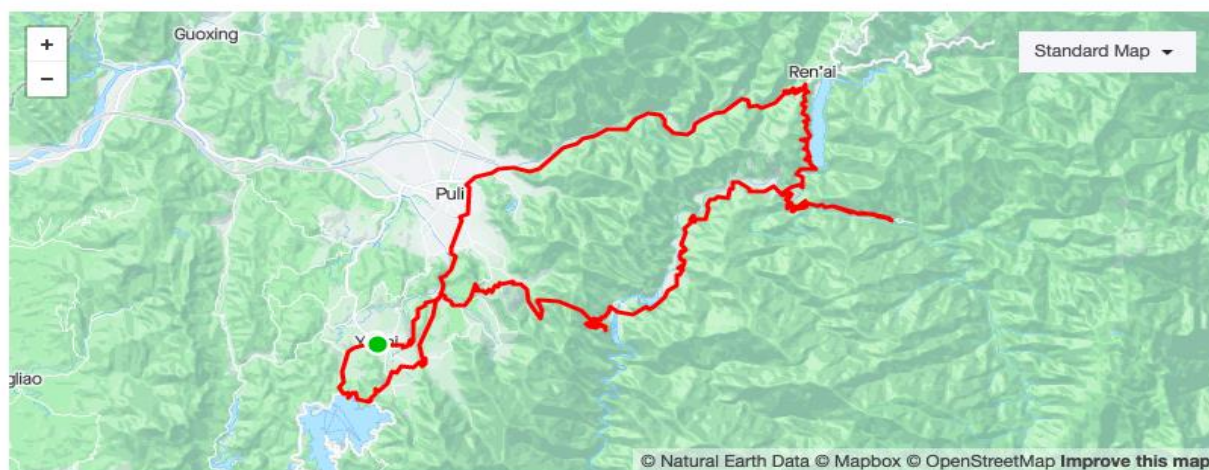 Guoxing
+
−
Standard Map
Ren'ai
Puli
gliao
© Natural Earth Data © Mapbox © OpenStreetMap Improve this map